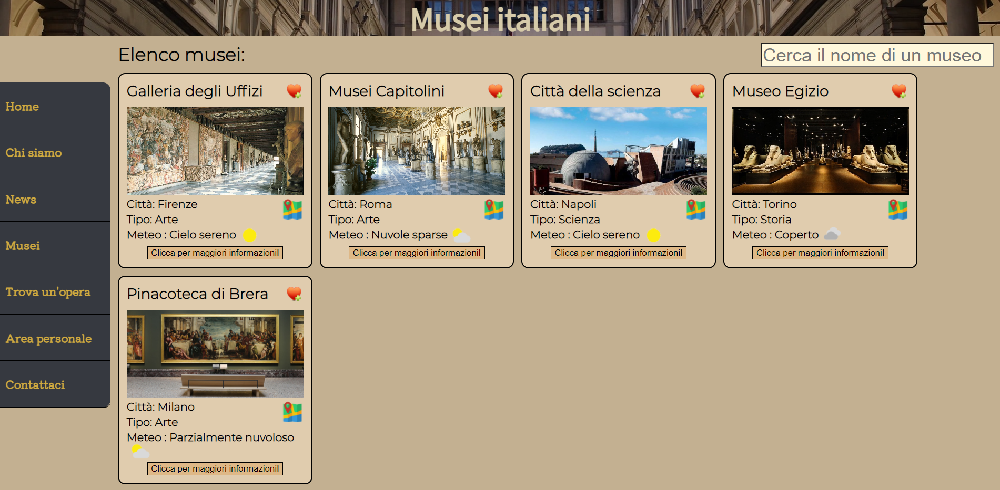 Musei italiani
Elenco musei:
Cerca il nome di un museo
Home
Chi siamo
News
Musei
Trova un'opera
Area personale
Contattaci
Galleria degli Uffizi
Città: Firenze
Tipo: Arte
Meteo : Cielo sereno
Clicca per maggiori informazioni!
Musei Capitolini
Città: Roma
Tipo: Arte
Meteo : Nuvole sparse
Clicca per maggiori informazioni!
Città della scienza
Città: Napoli
Tipo: Scienza
Meteo : Cielo sereno
Clicca per maggiori informazioni!
Museo Egizio
Città: Torino
Tipo: Storia
Meteo : Coperto
Clicca per maggiori informazioni!
Pinacoteca di Brera
Città: Milano
Tipo: Arte
Meteo : Parzialmente nuvoloso
Clicca per maggiori informazioni!